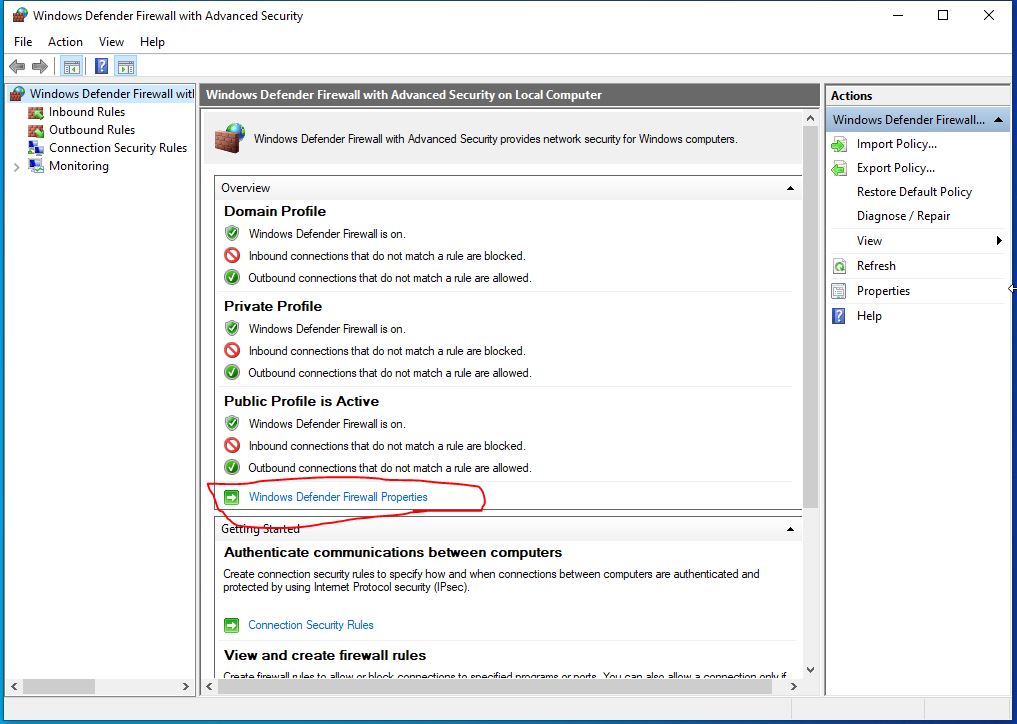 Windows Defender Firewall with Advanced Security
File Action View Help
Windows Defender Firewall wit
Inbound Rules
Outbound Rules
Connection Security Rules
Monitoring
Windows Defender Firewall with Advanced Security on Local Computer
Windows Defender Firewall with Advanced Security provides network security for Windows computers.
Overview
Domain Profile
Windows Defender Firewall is on.
Inbound connections that do not match a rule are blocked.
Outbound connections that do not match a rule are allowed.
Private Profile
Windows Defender Firewall is on.
Inbound connections that do not match a rule are blocked.
Outbound connections that do not match a rule are allowed.
Public Profile is Active
Windows Defender Firewall is on.
Inbound connections that do not match a rule are blocked.
Outbound connections that do not match a rule are allowed.
Windows Defender Firewall Properties
Getting Started
Authenticate communications between computers
Create connection security rules to specify how and when connections between computers are authenticated and
protected by using Internet Protocol security (IPsec).
Connection Security Rules
View and create firewall rules
Create firewall rules to allow or block connections to specified programs or ports. You can also allow a connection only if
Actions
Windows Defender Firewall...
Import Policy...
Export Policy...
Restore Default Policy
Diagnose / Repair
View
Refresh
Properties
Help